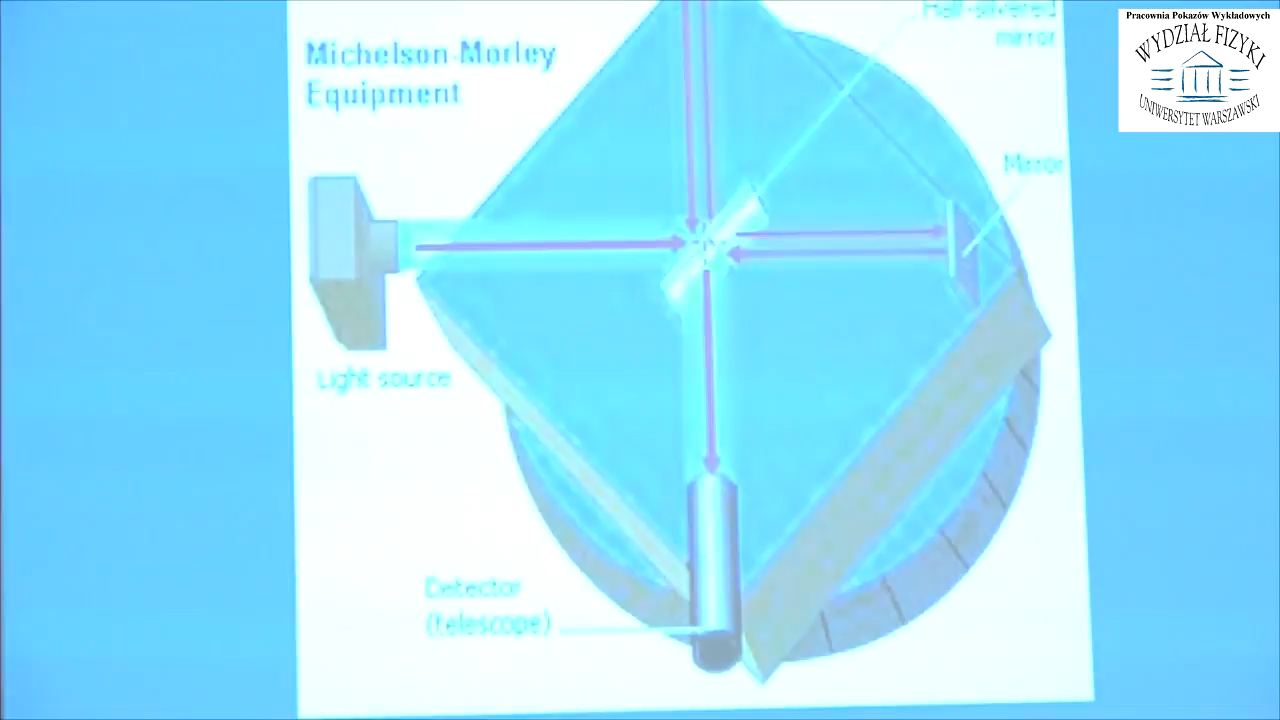 Michelson-Morley
Equipment
Half-silvered
mirror
Mirror
Light source
Detector
(telescope)
Pracownia Pokazów Wykładowych
WYDZIAŁ FIZYKI
UNIWERSYTET WARSZAWSKI